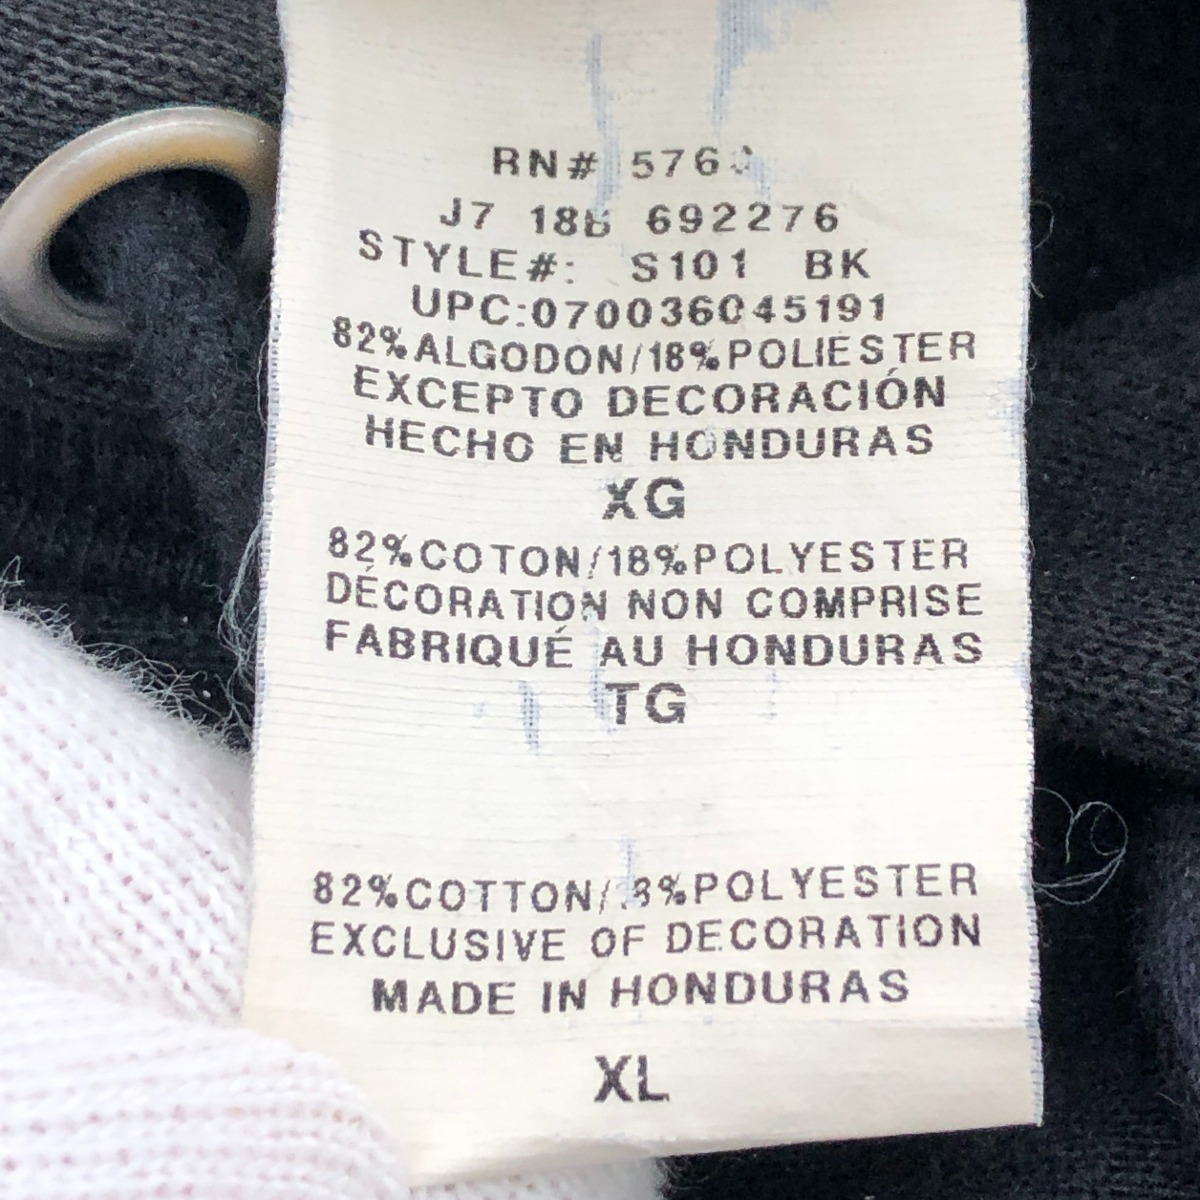 RN#
J7 692276
STYLE#: S101 BK
UPC:070036045191
82%ALGODON/18%POLIESTER
EXCEPTO DECORACIÓN
HECHO EN HONDURAS
XG
82%COTON/18%POLYESTER
DÉCORATION NON COMPRISE
FABRIQUÉ AU HONDURAS
TG
82%COTTON/18%POLYESTER
EXCLUSIVE OF DECORATION
MADE IN HONDURAS
XL